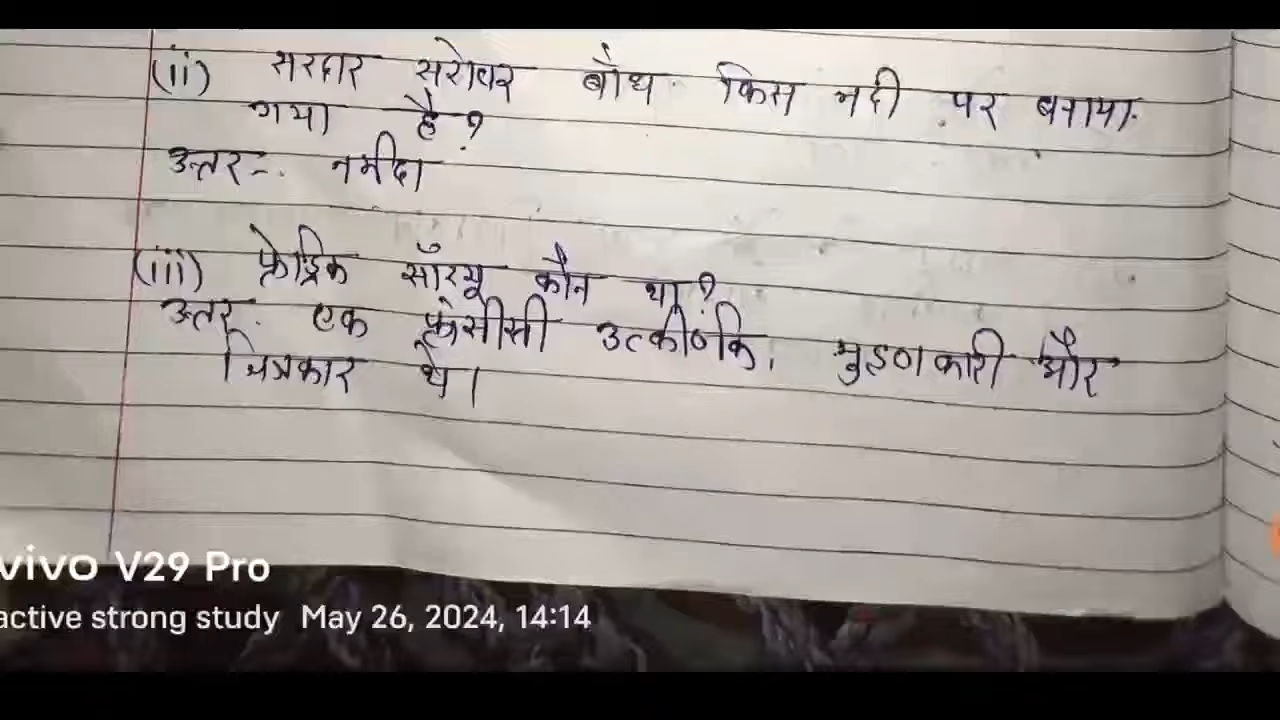 (ii) सरदार सरोवर बाँध किस नदी पर बनाया
गया है ?
उत्तर:- नर्मदा
(iii) फ्रेड्रिक सॉरयू कौन था ?
उत्तर. एक फ्रेंसीसी उत्कीर्णक, मुद्रणकारी और
चित्रकार थे।
vivo V29 Pro
active strong study May 26, 2024, 14:14